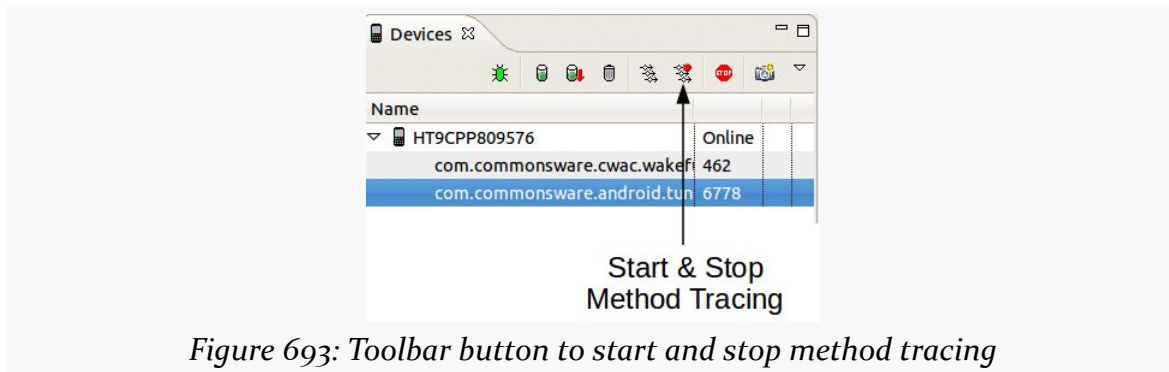 Devices
STOP
Name
HT9CPP809576 Online
com.commonsware.cwac.wakef 462
com.commonsware.android.tun 6778
Start & Stop
Method Tracing
Figure 693: Toolbar button to start and stop method tracing